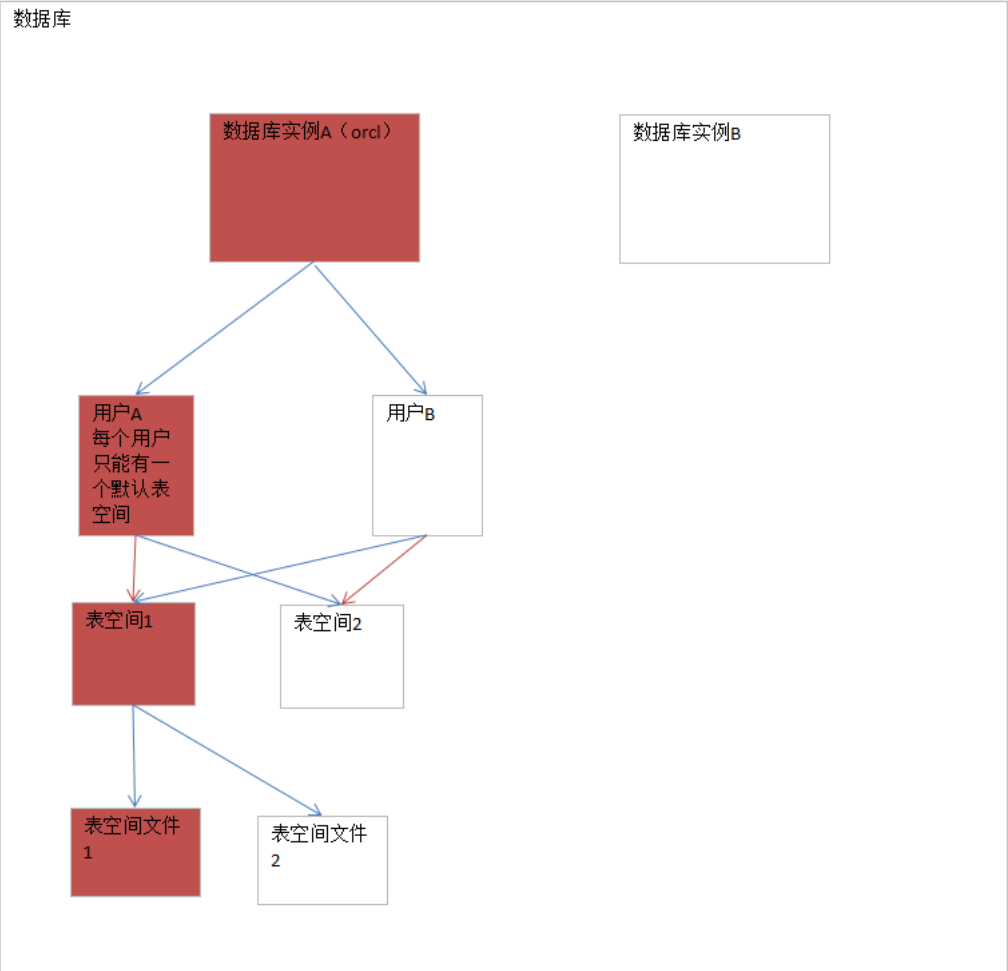 数据库
数据库实例A（orcl）
数据库实例B
用户A
每个用户
只能有一
个默认表
空间
用户B
表空间1
表空间2
表空间文件
1
表空间文件
2